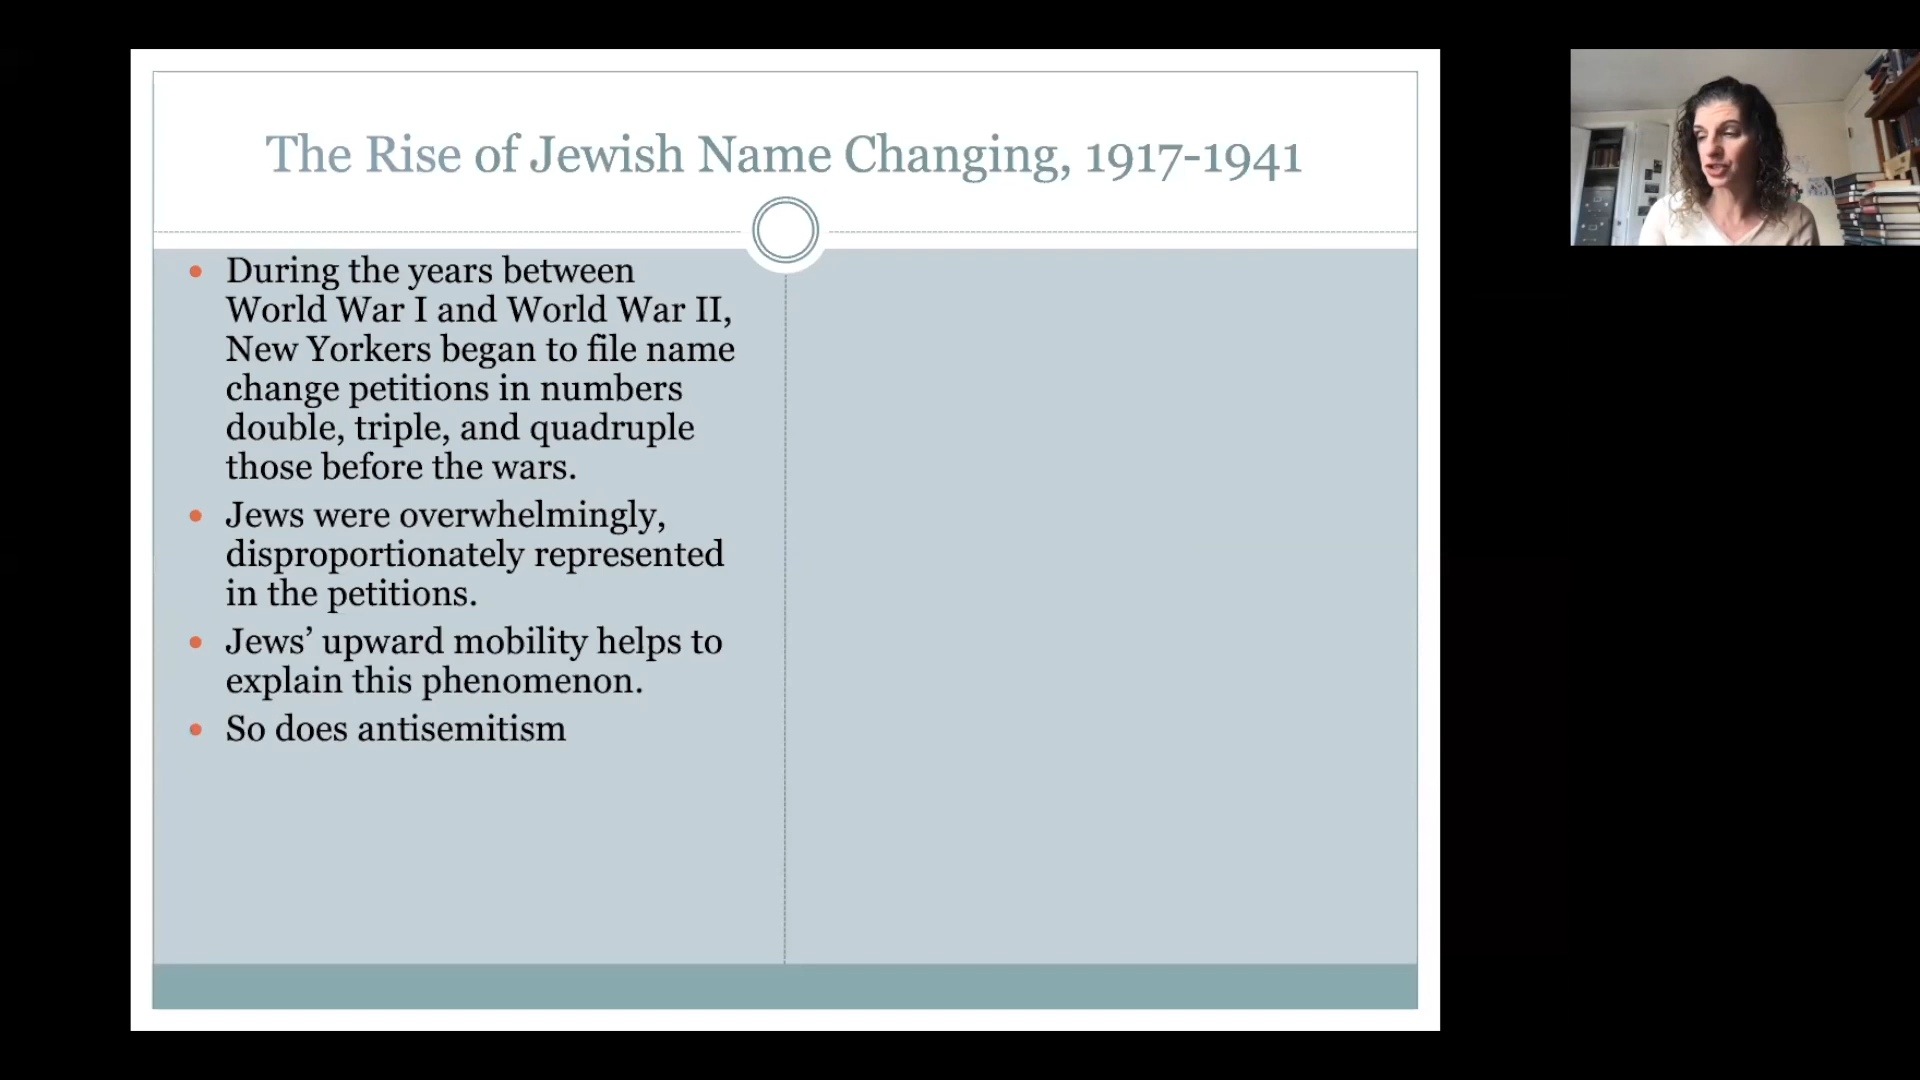 The Rise of Jewish Name Changing, 1917-1941
During the years between
World War I and World War II,
New Yorkers began to file name
change petitions in numbers
double, triple, and quadruple
those before the wars.
Jews were overwhelmingly,
disproportionately represented
in the petitions.
Jews’ upward mobility helps to
explain this phenomenon.
So does antisemitism